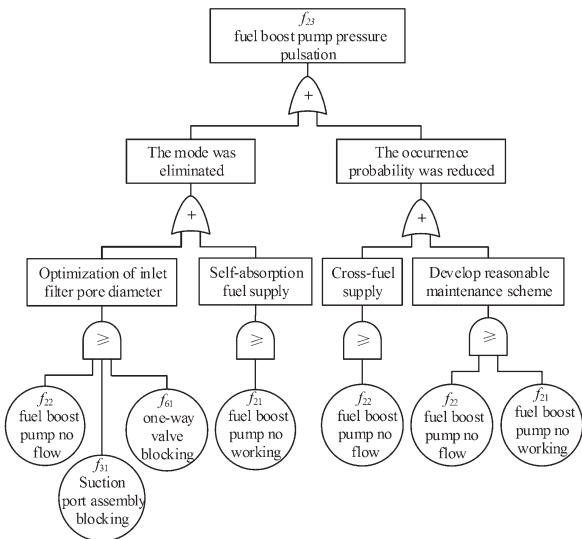 f23
fuel boost pump pressure
pulsation
+
The mode was
eliminated
The occurrence
probability was reduced
+
+
Optimization of inlet
filter pore diameter
Self-absorption
fuel supply
Cross-fuel
supply
Develop reasonable
maintenance scheme
⩾
⩾
⩾
⩾
f22
fuel boost
pump no
flow
f31
Suction
port assembly
blocking
f61
one-way
valve
blocking
f21
fuel boost
pump no
working
f22
fuel boost
pump no
flow
f22
fuel boost
pump no
flow
f21
fuel boost
pump no
working